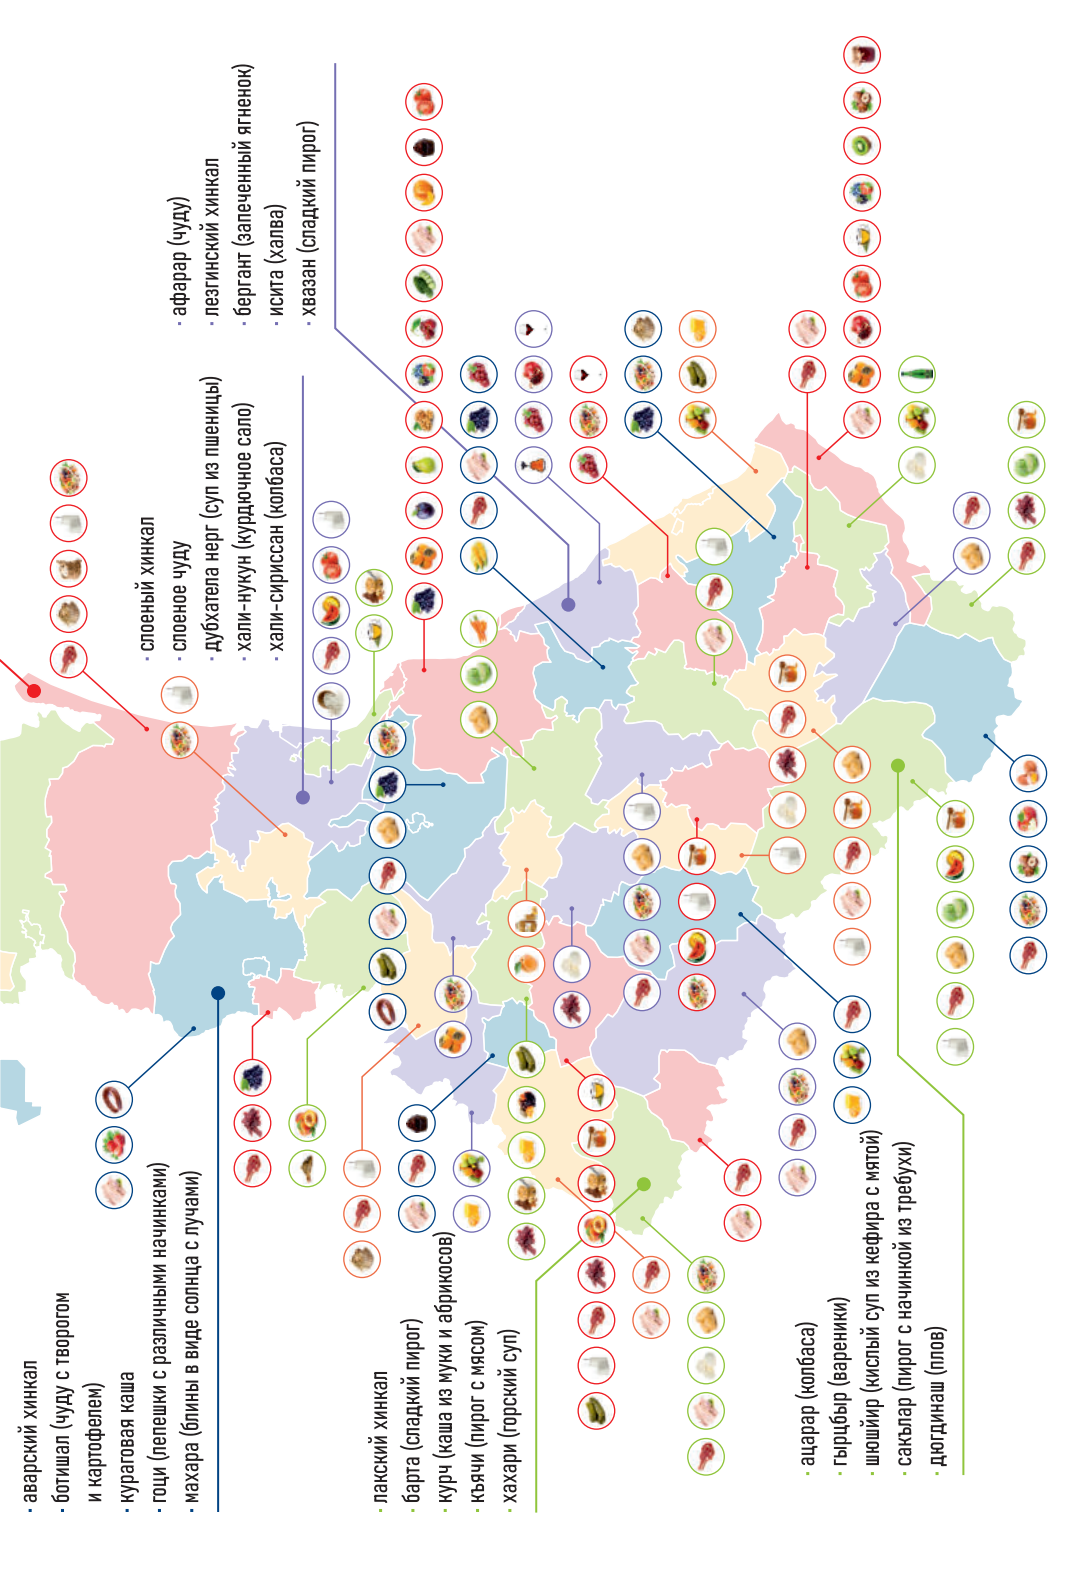 · аварский хинкал
· ботишал (чуду с творогом
и картофелем)
· кураговая каша
· гоци (лепешки с различными начинками)
· махара (блины в виде солнца с лучами)
· слоеный хинкал
· слоеное чуду
· дубхатела нерг (суп из пшеницы)
· хали-нукун (курдючное сало)
· хали-сириссан (колбаса)
· афарар (чуду)
· лезгинский хинкал
· бергант (запеченный ягненок)
· исита (халва)
· хвазан (сладкий пирог)
· лакский хинкал
· барта (сладкий пирог)
· курч (каша из муки и абрикосов)
· къячи (пирог с мясом)
· хахари (горский суп)
· ацарар (колбаса)
· гырцбыр (вареники)
· шюшйир (кислый суп из кефира с мятой)
· сакълар (пирог с начинкой из требухи)
· дюгдинаш (плов)